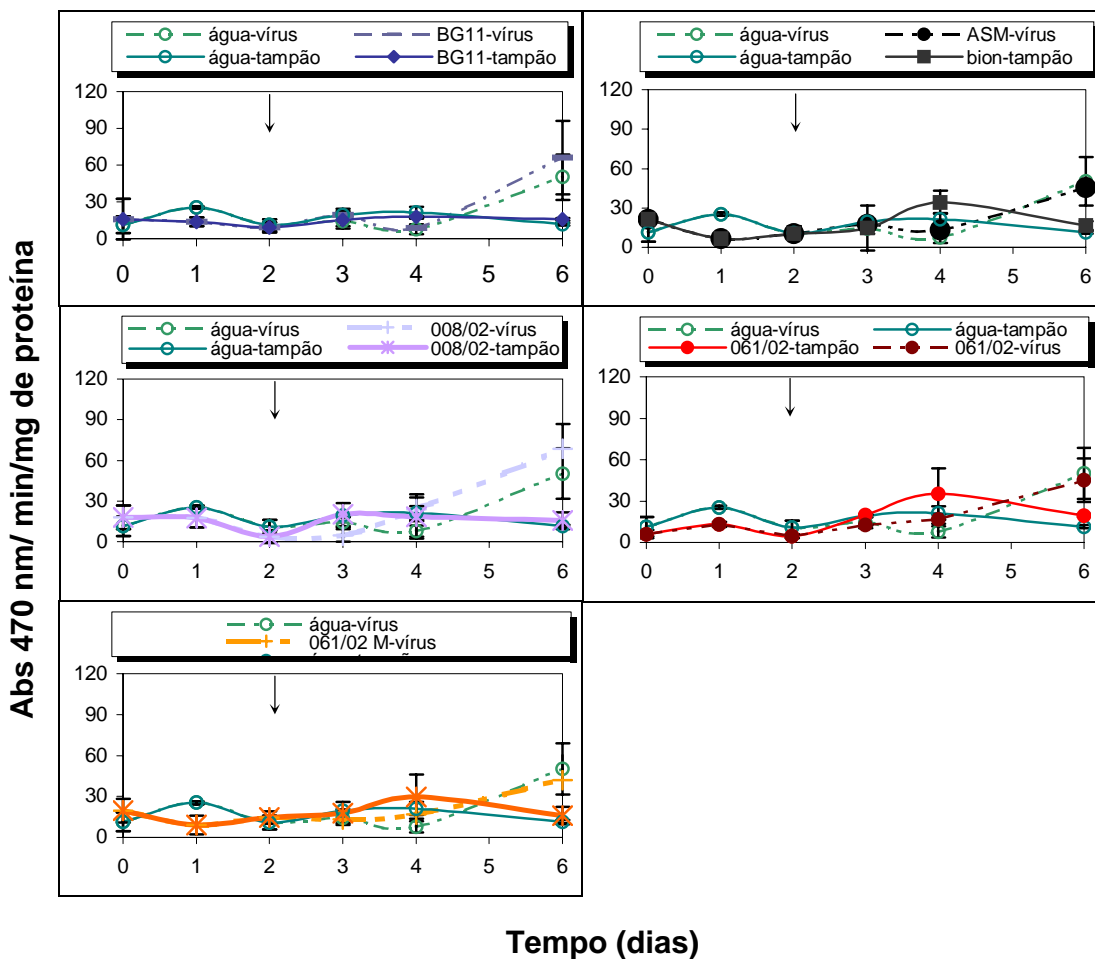 água-vírus BG11-vírus
água-tampão BG11-tampão
120
90
60
30
0
0 1 2 3 4 5 6
água-vírus ASM-vírus
água-tampão bion-tampão
120
90
60
30
0
0 1 2 3 4 5 6
água-vírus 008/02-vírus
água-tampão 008/02-tampão
120
90
60
30
0
0 1 2 3 4 5 6
água-vírus água-tampão
061/02-tampão 061/02-vírus
120
90
60
30
0
0 1 2 3 4 5 6
água-vírus
061/02 M-vírus
120
90
60
30
0
0 1 2 3 4 5 6
Abs 470 nm/ min/mg de proteína
Tempo (dias)